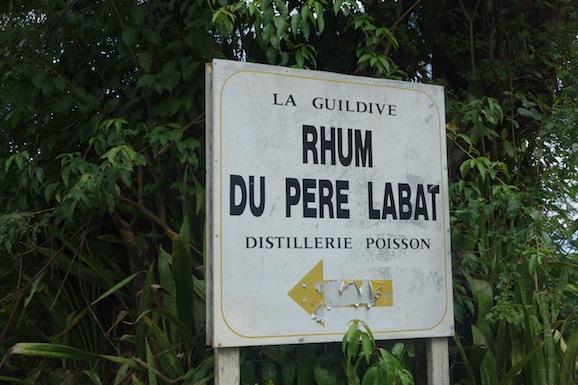 LA GUILDIVE
RHUM
DU PERE LABAT
DISTILLERIE POISSON